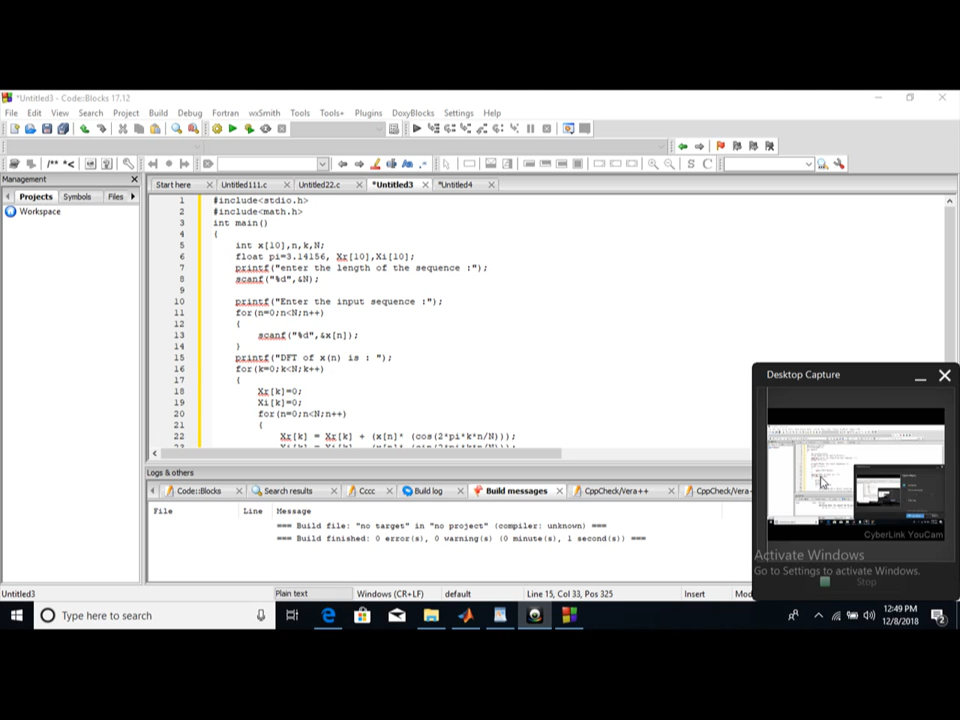 *Untitled3 - Code::Blocks 17.12
File Edit View Search Project Build Debug Fortran wxSmith Tools Tools+ Plugins DoxyBlocks Settings Help
/** *<
S C
Management
Start here Untitled111.c Untitled22.c *Untitled3 *Untitled4
Projects Symbols Files
Workspace
1 #include<stdio.h>
2 #include<math.h>
3 int main()
4 {
5 int x[10],n,k,N;
6 float pi=3.14156, Xr[10],Xi[10];
7 printf("enter the length of the sequence :");
8 scanf("%d",&N);
9
10 printf("Enter the input sequence :");
11 for(n=0;n<N;n++)
12 {
13 scanf("%d",&x[n]);
14 }
15 printf("DFT of x(n) is : ");
16 for(k=0;k<N;k++)
17 {
18 Xr[k]=0;
19 Xi[k]=0;
20 for(n=0;n<N;n++)
21 {
22 Xr[k] = Xr[k] + (x[n]* (cos(2*pi*k*n/N)));
Logs & others
Code::Blocks Search results Cccc Build log Build messages CppCheck/Vera++ CppCheck/Vera
File Line Message
=== Build file: "no target" in "no project" (compiler: unknown) ===
=== Build finished: 0 error(s), 0 warning(s) (0 minute(s), 1 second(s)) ===
Desktop Capture
CyberLink YouCam
Activate Windows
Go to Settings to activate Windows.
Stop
Untitled3 Plain text Windows (CR+LF) default Line 15, Col 33, Pos 325 Insert
Type here to search
12:49 PM
12/8/2018
2